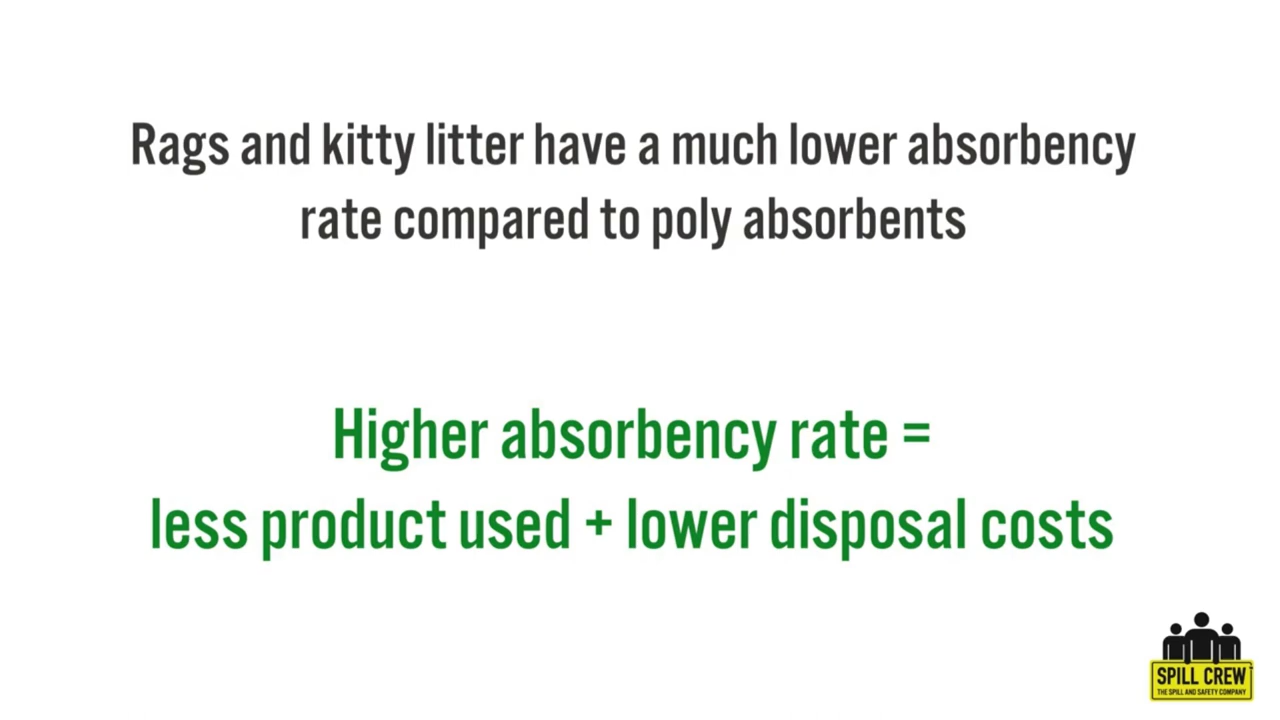 Rags and kitty litter have a much lower absorbency
rate compared to poly absorbents
Higher absorbency rate =
less product used + lower disposal costs
SPILL CREW
THE SPILL AND SAFETY COMPANY